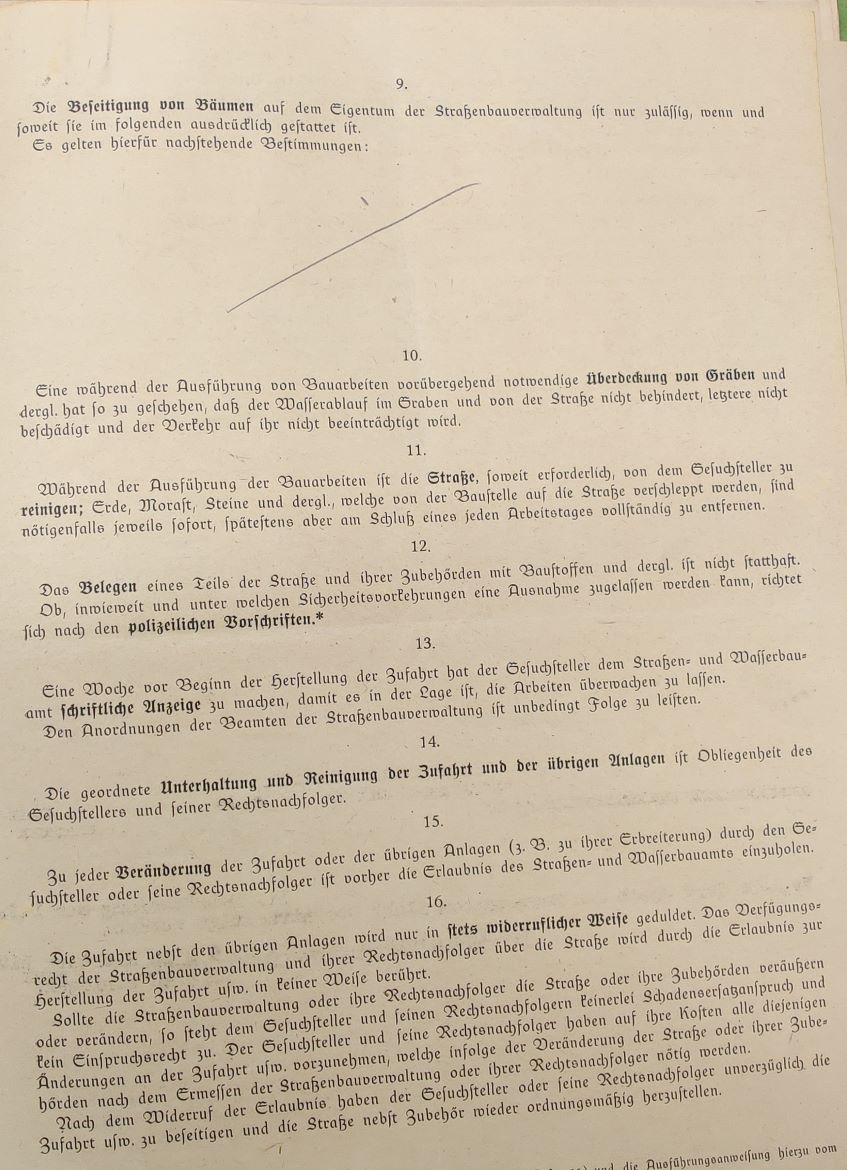 9.
Die Beseitigung von Bäumen auf dem Eigentum der Straßenbauverwaltung ist nur zulässig, wenn und
soweit sie im folgenden ausdrücklich gestattet ist.
Es gelten hierfür nachstehende Bestimmungen:
10.
Eine während der Ausführung von Bauarbeiten vorübergehend notwendige Überdeckung von Gräben und
dergl. hat so zu geschehen, daß der Wasserablauf im Graben und von der Straße nicht behindert, letztere nicht
beschädigt und der Verkehr auf ihr nicht beeinträchtigt wird.
11.
Während der Ausführung der Bauarbeiten ist die Straße, soweit erforderlich, von dem Gesuchsteller zu
reinigen; Erde, Morast, Steine und dergl., welche von der Baustelle auf die Straße verschleppt werden, sind
nötigenfalls jeweils sofort, spätestens aber am Schluß eines jeden Arbeitstages vollständig zu entfernen.
12.
Das Belegen eines Teils der Straße und ihrer Zubehörden mit Baustoffen und dergl. ist nicht statthaft.
Ob, inwieweit und unter welchen Sicherheitsvorkehrungen eine Ausnahme zugelassen werden kann, richtet
sich nach den polizeilichen Vorschriften.*
13.
Eine Woche vor Beginn der Herstellung der Zufahrt hat der Gesuchsteller dem Straßen- und Wasserbau-
amt schriftliche Anzeige zu machen, damit es in der Lage ist, die Arbeiten überwachen zu lassen.
Den Anordnungen der Beamten der Straßenbauverwaltung ist unbedingt Folge zu leisten.
14.
Die geordnete Unterhaltung und Reinigung der Zufahrt und der übrigen Anlagen ist Obliegenheit des
Gesuchstellers und seiner Rechtsnachfolger.
15.
Zu jeder Veränderung der Zufahrt oder der übrigen Anlagen (z. B. zu ihrer Erbreiterung) durch den Ge-
suchsteller oder seine Rechtsnachfolger ist vorher die Erlaubnis des Straßen- und Wasserbauamts einzuholen.
16.
Die Zufahrt nebst den übrigen Anlagen wird nur in stets widerruflicher Weise geduldet. Das Verfügungs-
recht der Straßenbauverwaltung und ihrer Rechtsnachfolger über die Straße wird durch die Erlaubnis zur
Herstellung der Zufahrt usw. in keiner Weise berührt.
Sollte die Straßenbauverwaltung oder ihre Rechtsnachfolger die Straße oder ihre Zubehörden veräußern
oder verändern, so steht dem Gesuchsteller und seinen Rechtsnachfolgern keinerlei Schadensersatzanspruch und
kein Einspruchsrecht zu. Der Gesuchsteller und seine Rechtsnachfolger haben auf ihre Kosten alle diejenigen
Änderungen an der Zufahrt usw. vorzunehmen, welche infolge der Veränderung der Straße oder ihrer Zube-
hörden nach dem Ermessen der Straßenbauverwaltung oder ihrer Rechtsnachfolger nötig werden.
Nach dem Widerruf der Erlaubnis haben der Gesuchsteller oder seine Rechtsnachfolger unverzüglich die
Zufahrt usw. zu beseitigen und die Straße nebst Zubehör wieder ordnungsmäßig herzustellen.
und die Ausführungsanweisung hierzu vom